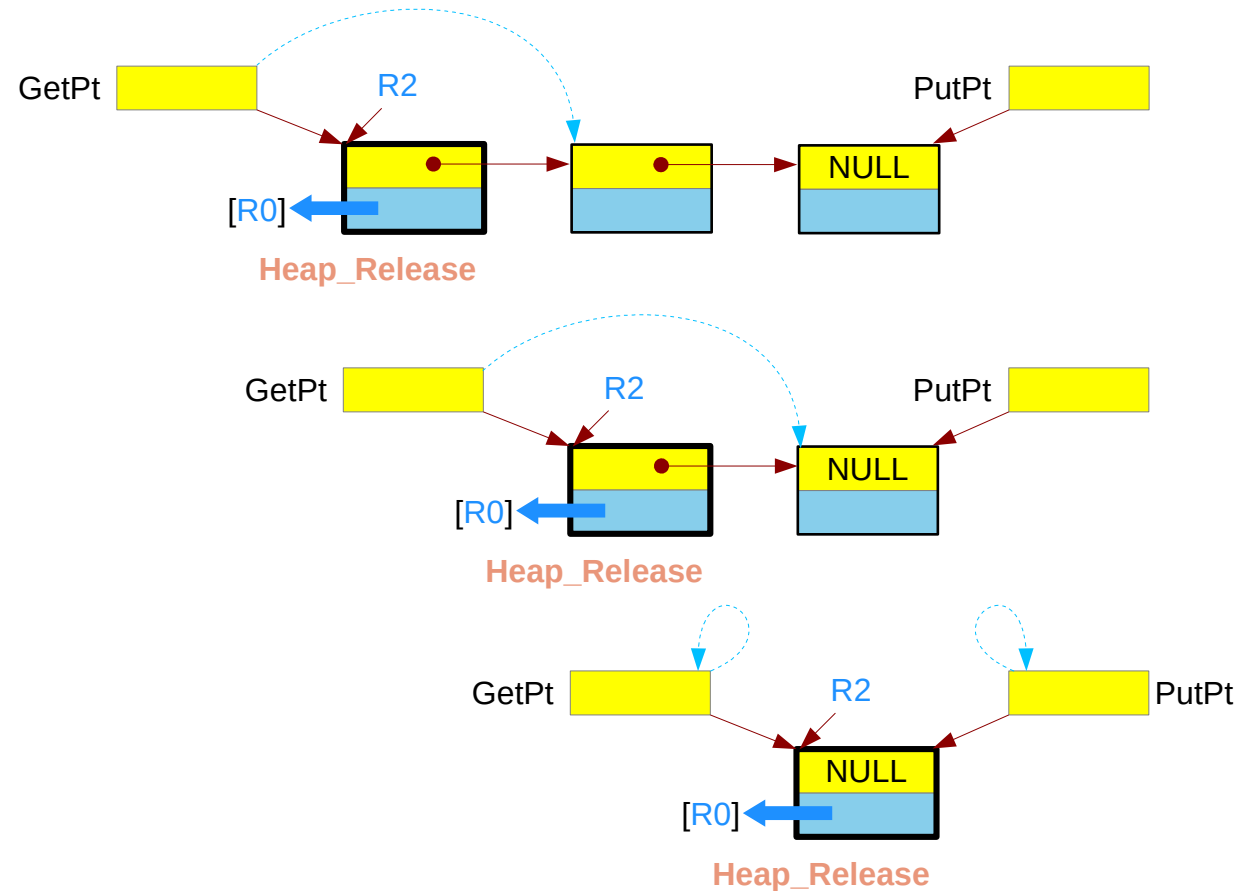 GetPt
R2
PutPt
NULL
[R0]
Heap_Release
GetPt
R2
PutPt
NULL
[R0]
Heap_Release
GetPt
R2
PutPt
NULL
[R0]
Heap_Release